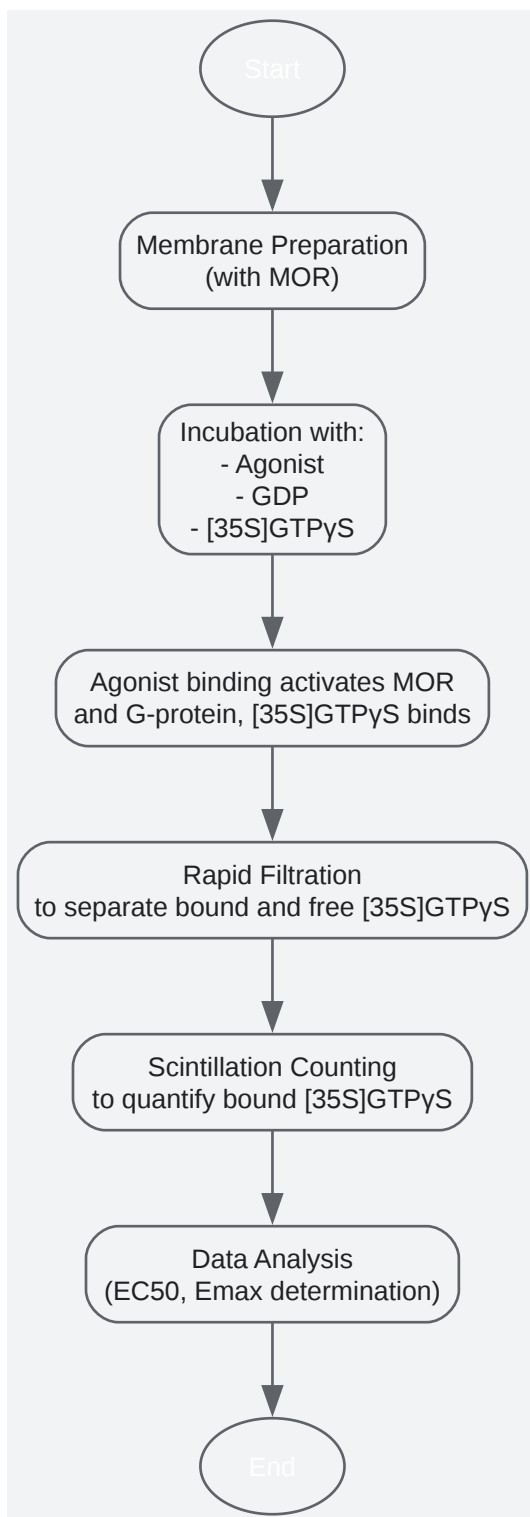 Start
Membrane Preparation
(with MOR)
Incubation with:
- Agonist
- GDP
- [35S]GTPγS
Agonist binding activates MOR
and G-protein, [35S]GTPγS binds
Rapid Filtration
to separate bound and free [35S]GTPγS
Scintillation Counting
to quantify bound [35S]GTPγS
Data Analysis
(EC50, Emax determination)
End